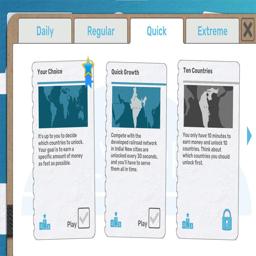 Daily
Regular
Quick
Extreme
Your Choice
It's up to you to decide
which countries to unlock.
Your goal is to earn a
specific amount of money
as fast as possible.
Play
Quick Growth
Compete with the
developed railroad network
in India! New cities are
unlocked every 30 seconds,
and you'll have to serve
them all in time.
Play
Ten Countries
You only have 10 minutes to
earn money and unlock 10
countries. Think about
which countries you should
unlock first.